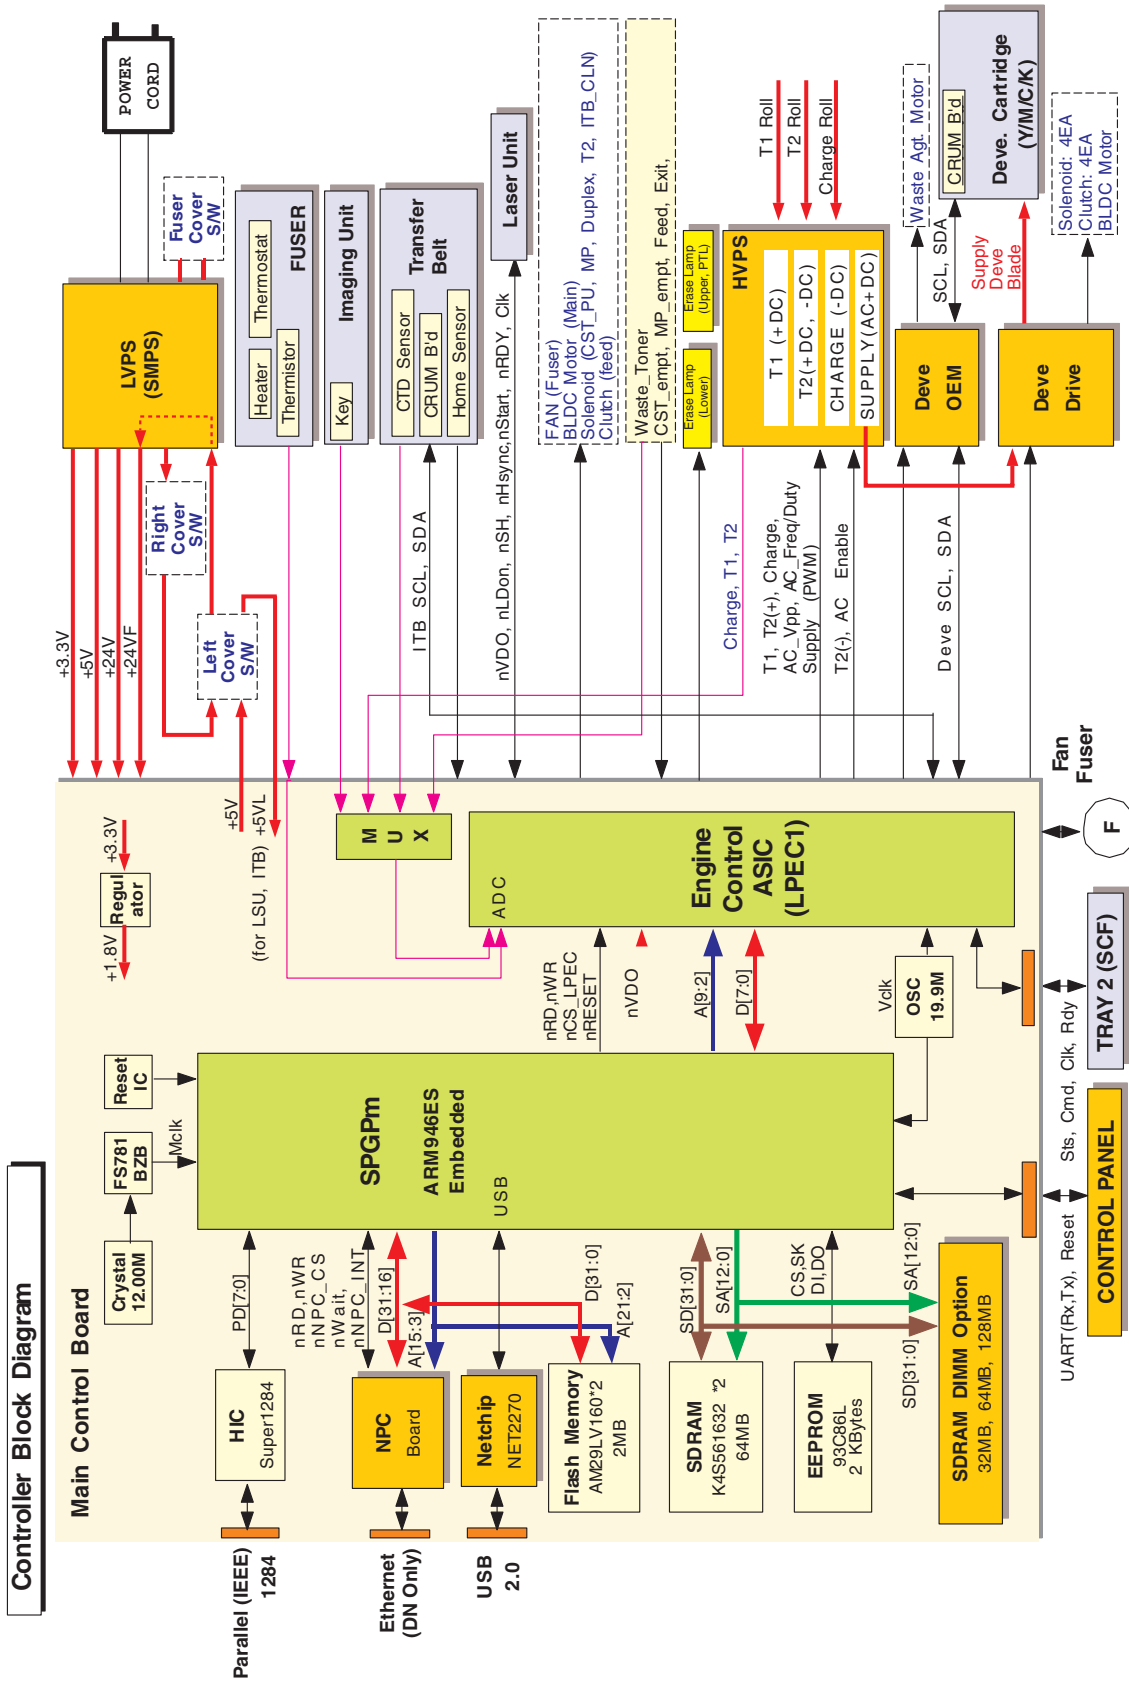 Controller Block Diagram
Main Control Board
Parallel (IEEE)
1284
Ethernet
(DN Only)
USB
2.0
HIC
Super1284
NPC
Board
Netchip
NET2270
Flash Memory
AM29LV160*2
2MB
SDRAM
K4S561632 *2
64MB
EEPROM
93C86L
2 KBytes
SDRAM DIMM Option
32MB, 64MB, 128MB
Crystal
12.00M
FS781
BZB
Reset
IC
Mclk
PD[7:0]
nRD,nWR
nNPC_CS
nWait,
nNPC_INT
D[31:16]
A[15:3]
D[31:0]
A[21:2]
SD[31:0]
SA[12:0]
CS,SK
DI,DO
SD[31:0]
SA[12:0]
SPGPm
ARM946ES
Embedded
USB
nRD,nWR
nCS_LPEC
nRESET
nVDO
A[9:2]
D[7:0]
Vclk
OSC
19.9M
+1.8V
Regul
ator
+3.3V
(for LSU, ITB)
+5V
+5VL
M
U
X
ADC
Engine
Control
ASIC
(LPEC1)
UART(Rx,Tx), Reset
Sts, Cmd, Clk, Rdy
CONTROL PANEL
TRAY 2 (SCF)
F
Fan
Fuser
+3.3V
+5V
+24V
+24VF
Left
Cover
S/W
Right
Cover
S/W
Fuser
Cover
S/W
LVPS
(SMPS)
POWER
CORD
Heater
Thermostat
Thermistor
FUSER
Key
Imaging Unit
CTD Sensor
CRUM B'd
Home Sensor
Transfer
Belt
ITB SCL, SDA
Laser Unit
nVDO, nLDon, nSH, nHsync,nStart, nRDY, Clk
FAN (Fuser)
BLDC Motor (Main)
Solenoid (CST_PU, MP, Duplex, T2, ITB_CLN)
Clutch (feed)
Waste_Toner
CST_empt, MP_empt, Feed, Exit,
Erase Lamp
(Lower)
Erase Lamp
(Upper, PTL)
Charge, T1, T2
T1, T2(+), Charge,
AC_Vpp, AC_Freq/Duty
Supply (PWM)
T2(-), AC Enable
HVPS
T1 (+DC)
T2(+DC, -DC)
CHARGE (-DC)
SUPPLY(AC+DC)
T1 Roll
T2 Roll
Charge Roll
Deve SCL, SDA
Deve
OEM
Waste Agt. Motor
SCL, SDA
CRUM B'd
Deve. Cartridge
(Y/M/C/K)
Supply
Deve
Blade
Deve
Drive
Solenoid: 4EA
Clutch: 4EA
BLDC Motor